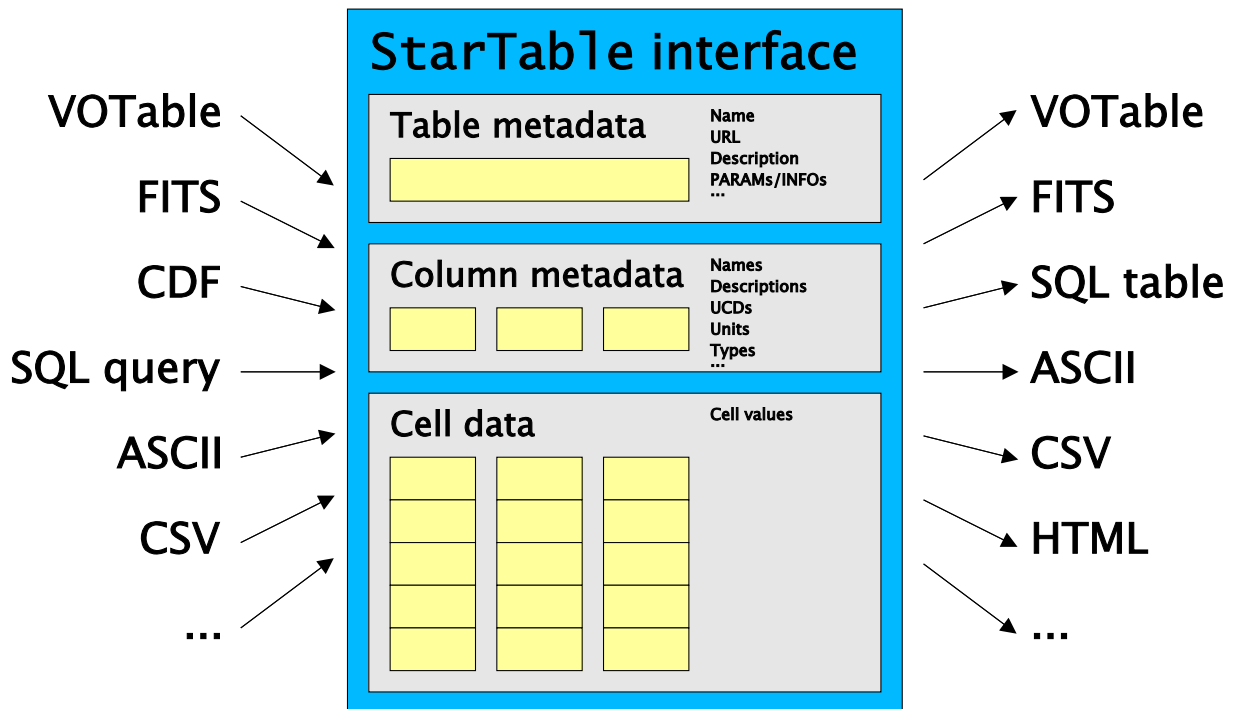 StarTable interface
VOTable
FITS
CDF
SQL query
ASCII
CSV
...
Table metadata
Name
URL
Description
PARAMs/INFOs
...
Column metadata
Names
Descriptions
UCDs
Units
Types
...
Cell data
Cell values
VOTable
FITS
SQL table
ASCII
CSV
HTML
...